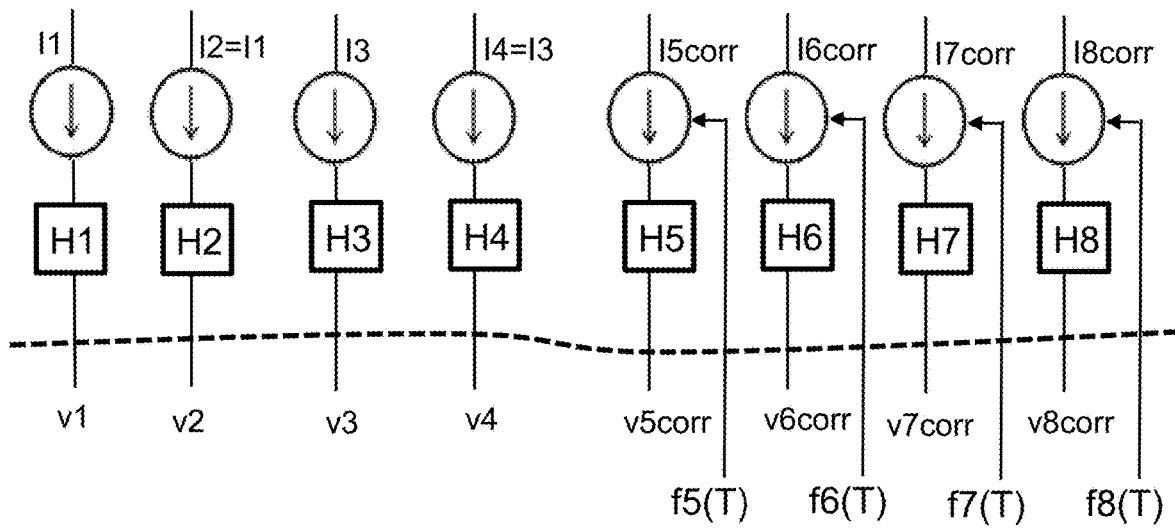 I1 I2=I1 I3 I4=I3 I5corr I6corr I7corr I8corr
H1 H2 H3 H4 H5 H6 H7 H8
v1 v2 v3 v4 v5corr v6corr v7corr v8corr
f5(T) f6(T) f7(T) f8(T)